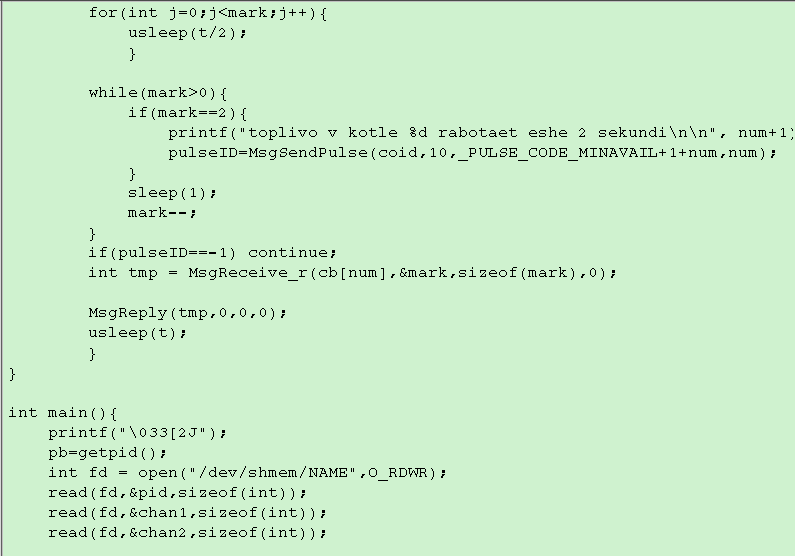 for(int j=0;j<mark;j++){
usleep(t/2);
}
while(mark>0){
if(mark==2){
printf("toplivo v kotle %d rabotaet eshe 2 sekundi\n\n", num+1)
pulseID=MsgSendPulse(coid,10,_PULSE_CODE_MINAVAIL+1+num,num);
}
sleep(1);
mark--;
}
if(pulseID==-1) continue;
int tmp = MsgReceive_r(cb[num],&mark,sizeof(mark),0);
MsgReply(tmp,0,0,0);
usleep(t);
}
}
int main(){
printf("\033[2J");
pb=getpid();
int fd = open("/dev/shmem/NAME",O_RDWR);
read(fd,&pid,sizeof(int));
read(fd,&chan1,sizeof(int));
read(fd,&chan2,sizeof(int));